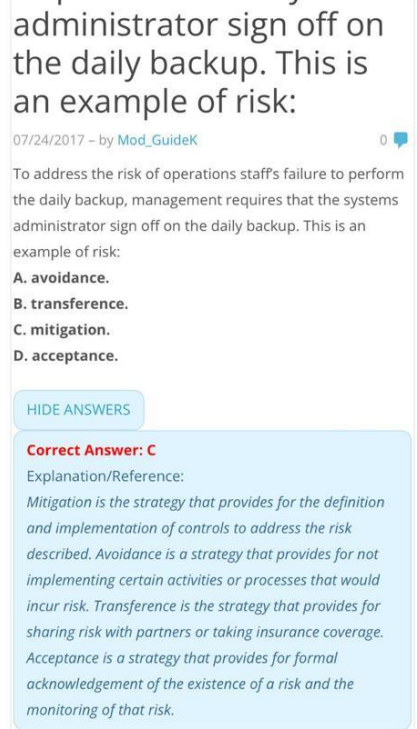 administrator sign off on
the daily backup. This is
an example of risk:
07/24/2017 – by Mod_GuideK 0
To address the risk of operations staff's failure to perform
the daily backup, management requires that the systems
administrator sign off on the daily backup. This is an
example of risk:
A. avoidance.
B. transference.
C. mitigation.
D. acceptance.
HIDE ANSWERS
Correct Answer: C
Explanation/Reference:
Mitigation is the strategy that provides for the definition
and implementation of controls to address the risk
described. Avoidance is a strategy that provides for not
implementing certain activities or processes that would
incur risk. Transference is the strategy that provides for
sharing risk with partners or taking insurance coverage.
Acceptance is a strategy that provides for formal
acknowledgement of the existence of a risk and the
monitoring of that risk.